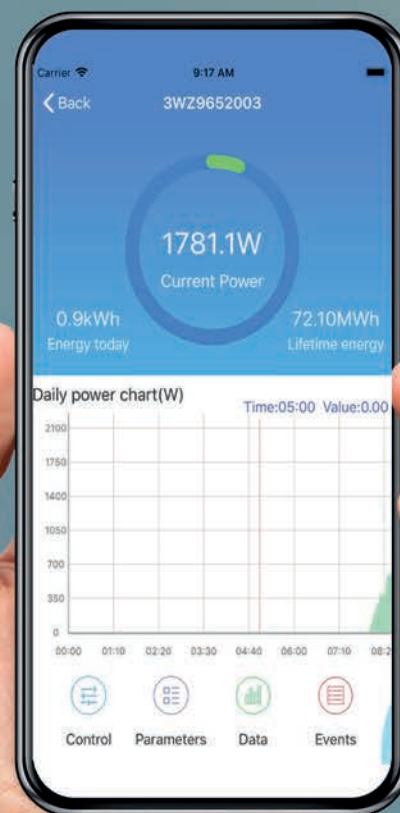 Carrier 9:17 AM
Back 3WZ9652003
1781.1W
Current Power
0.9kWh 72.10MWh
Energy today Lifetime energy
Daily power chart(W)
Time:05:00 Value:0.00
2100
1750
1400
1050
700
350
0
00:00 01:10 02:20 03:30 04:40 06:00 07:10
Control Parameters Data Events